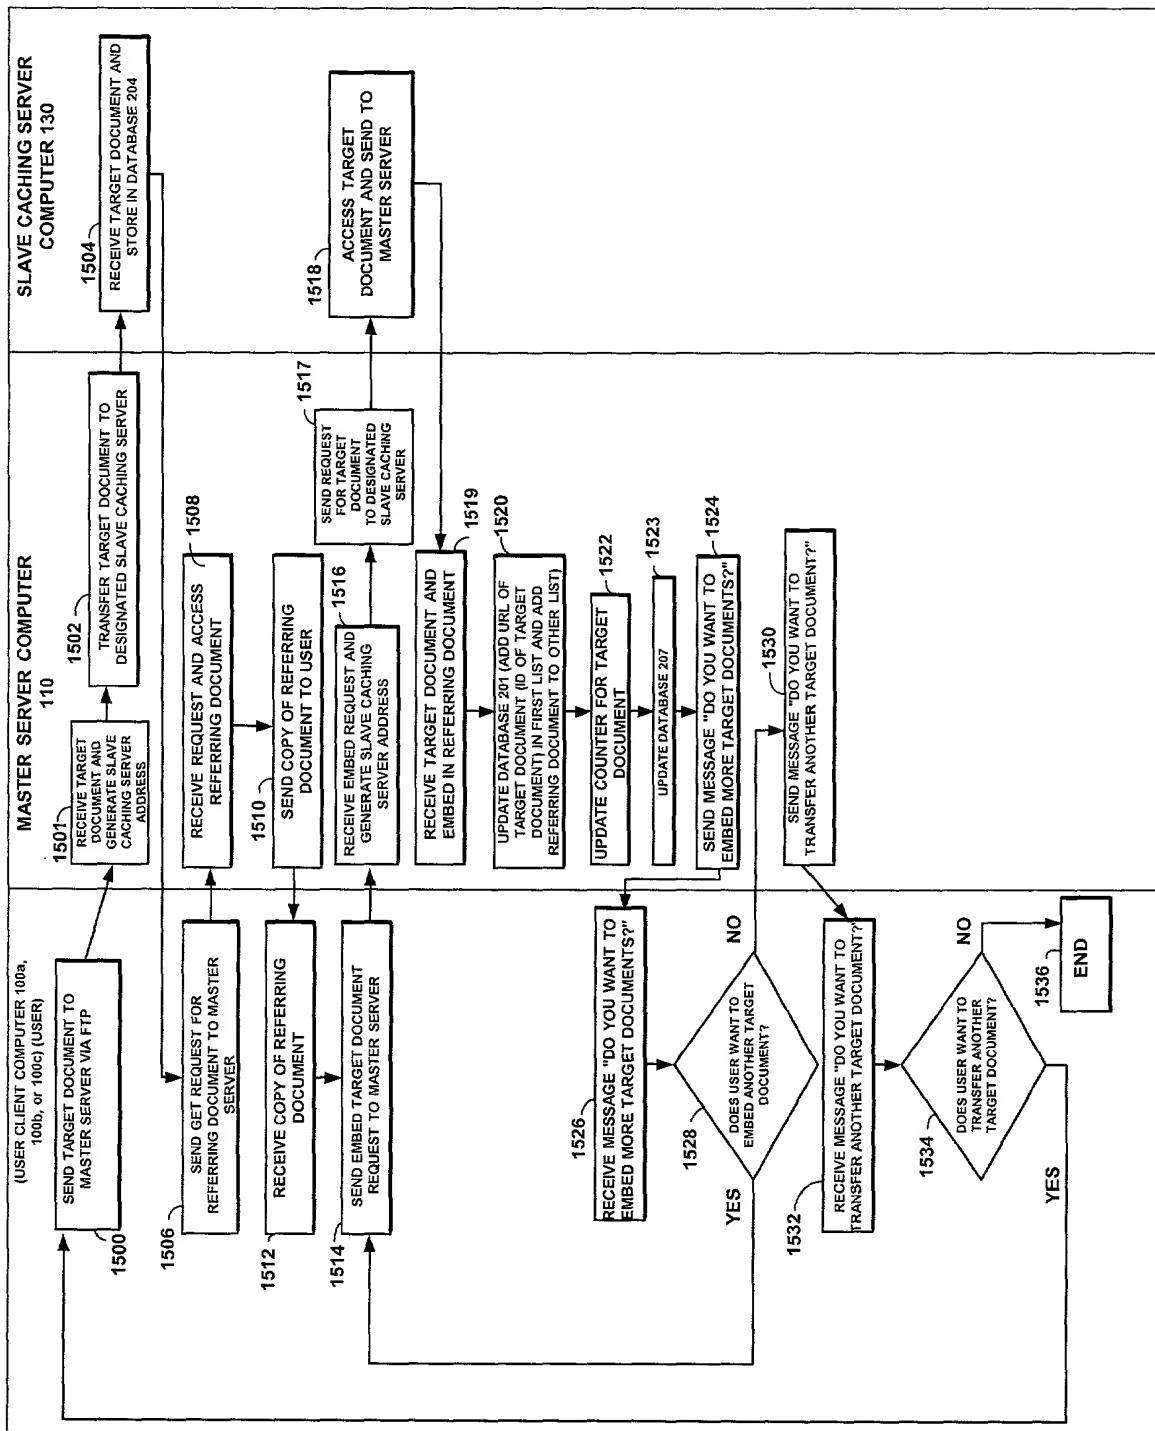 (USER CLIENT COMPUTER 100a,
100b, or 100c) (USER)
MASTER SERVER COMPUTER
110
SLAVE CACHING SERVER
COMPUTER 130
SEND TARGET DOCUMENT TO
MASTER SERVER VIA FTP
1500
1501
RECEIVE TARGET
DOCUMENT AND
GENERATE SLAVE
CACHING SERVER
ADDRESS
1502
TRANSFER TARGET DOCUMENT TO
DESIGNATED SLAVE CACHING SERVER
1504
RECEIVE TARGET DOCUMENT AND
STORE IN DATABASE 204
1506
SEND GET REQUEST FOR
REFERRING DOCUMENT TO MASTER
SERVER
1508
RECEIVE REQUEST AND ACCESS
REFERRING DOCUMENT
1510
SEND COPY OF REFERRING
DOCUMENT TO USER
1512
RECEIVE COPY OF REFERRING
DOCUMENT
1514
SEND EMBED TARGET DOCUMENT
REQUEST TO MASTER SERVER
1516
RECEIVE EMBED REQUEST AND
GENERATE SLAVE CACHING
SERVER ADDRESS
1517
SEND REQUEST
FOR TARGET
DOCUMENT
TO DESIGNATED
SLAVE CACHING
SERVER
1518
ACCESS TARGET
DOCUMENT AND SEND TO
MASTER SERVER
1519
RECEIVE TARGET DOCUMENT AND
EMBED IN REFERRING DOCUMENT
1520
UPDATE DATABASE 201 (ADD URL OF
TARGET DOCUMENT (ID OF TARGET
DOCUMENT) IN FIRST LIST AND ADD
REFERRING DOCUMENT TO OTHER LIST)
1522
UPDATE COUNTER FOR TARGET
DOCUMENT
1523
UPDATE DATABASE 207
1524
SEND MESSAGE "DO YOU WANT TO
EMBED MORE TARGET DOCUMENTS?"
1526
RECEIVE MESSAGE "DO YOU WANT TO
EMBED MORE TARGET DOCUMENTS?"
1528
DOES USER WANT TO
EMBED ANOTHER TARGET
DOCUMENT?
YES
NO
1530
SEND MESSAGE "DO YOU WANT TO
TRANSFER ANOTHER TARGET DOCUMENT?"
1532
RECEIVE MESSAGE "DO YOU WANT TO
TRANSFER ANOTHER TARGET DOCUMENT?"
1534
DOES USER WANT TO
TRANSFER ANOTHER
TARGET DOCUMENT?
YES
NO
1536
END